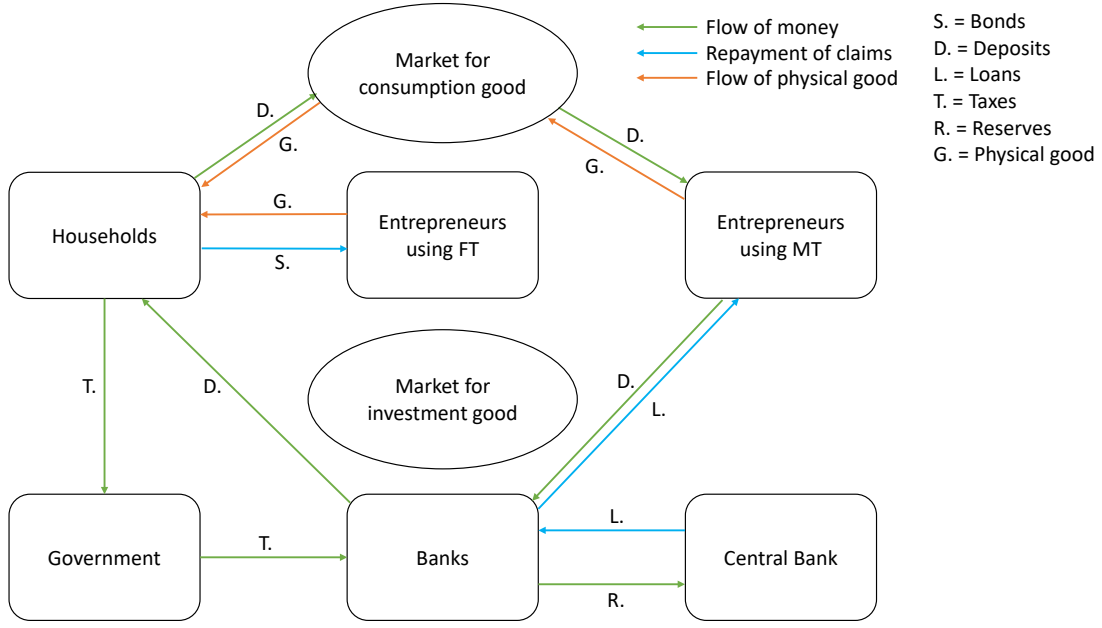 Market for
consumption good
Flow of money
Repayment of claims
Flow of physical good
S. = Bonds
D. = Deposits
L. = Loans
T. = Taxes
R. = Reserves
G. = Physical good
D.
G.
D.
G.
Households
G.
S.
Entrepreneurs
using FT
Entrepreneurs
using MT
T.
D.
Market for
investment good
D.
L.
Government
T.
Banks
L.
R.
Central Bank